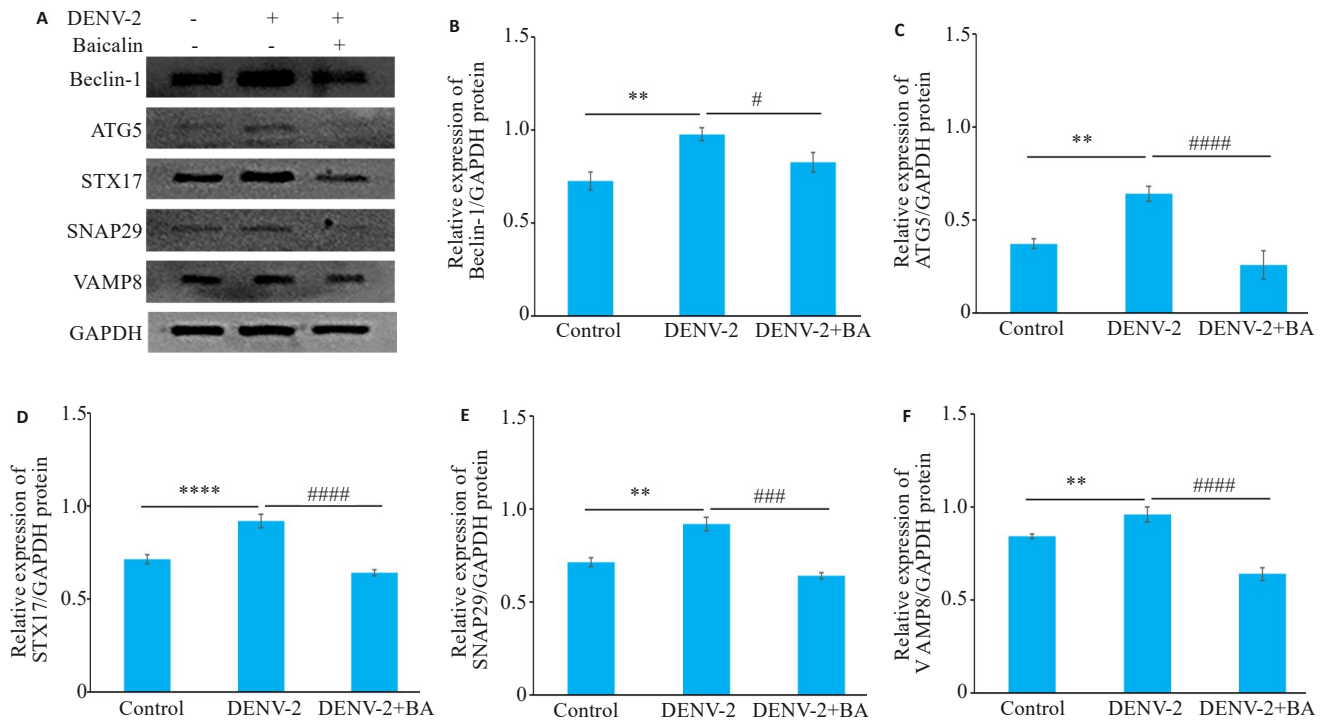 A
DENV-2 - + +
Baicalin - - +
Beclin-1
ATG5
STX17
SNAP29
VAMP8
GAPDH
B
Relative expression of
Beclin-1/GAPDH protein
1.5
1.0
0.5
0
** #
Control DENV-2 DENV-2+BA
C
Relative expression of
ATG5/GAPDH protein
1.5
1.0
0.5
0
** ####
Control DENV-2 DENV-2+BA
D
Relative expression of
STX17/GAPDH protein
1.5
1.0
0.5
0
**** ####
Control DENV-2 DENV-2+BA
E
Relative expression of
SNAP29/GAPDH protein
1.5
1.0
0.5
0
** ###
Control DENV-2 DENV-2+BA
F
Relative expression of
V AMP8/GAPDH protein
1.5
1.0
0.5
0
** ####
Control DENV-2 DENV-2+BA